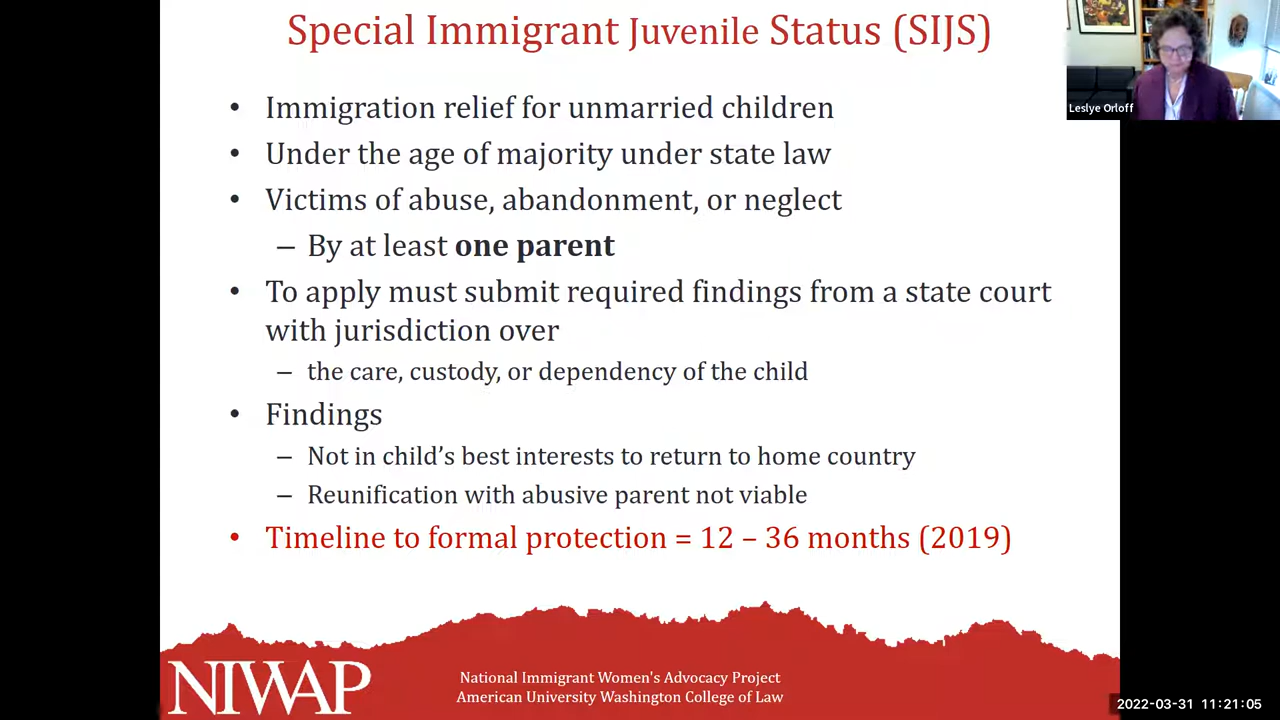 Special Immigrant Juvenile Status (SIJS)
Leslye Orloff
• Immigration relief for unmarried children
• Under the age of majority under state law
• Victims of abuse, abandonment, or neglect
– By at least one parent
• To apply must submit required findings from a state court
with jurisdiction over
– the care, custody, or dependency of the child
• Findings
– Not in child’s best interests to return to home country
– Reunification with abusive parent not viable
• Timeline to formal protection = 12 – 36 months (2019)
NIWAP
National Immigrant Women's Advocacy Project
American University Washington College of Law
2022-03-31 11:21:05